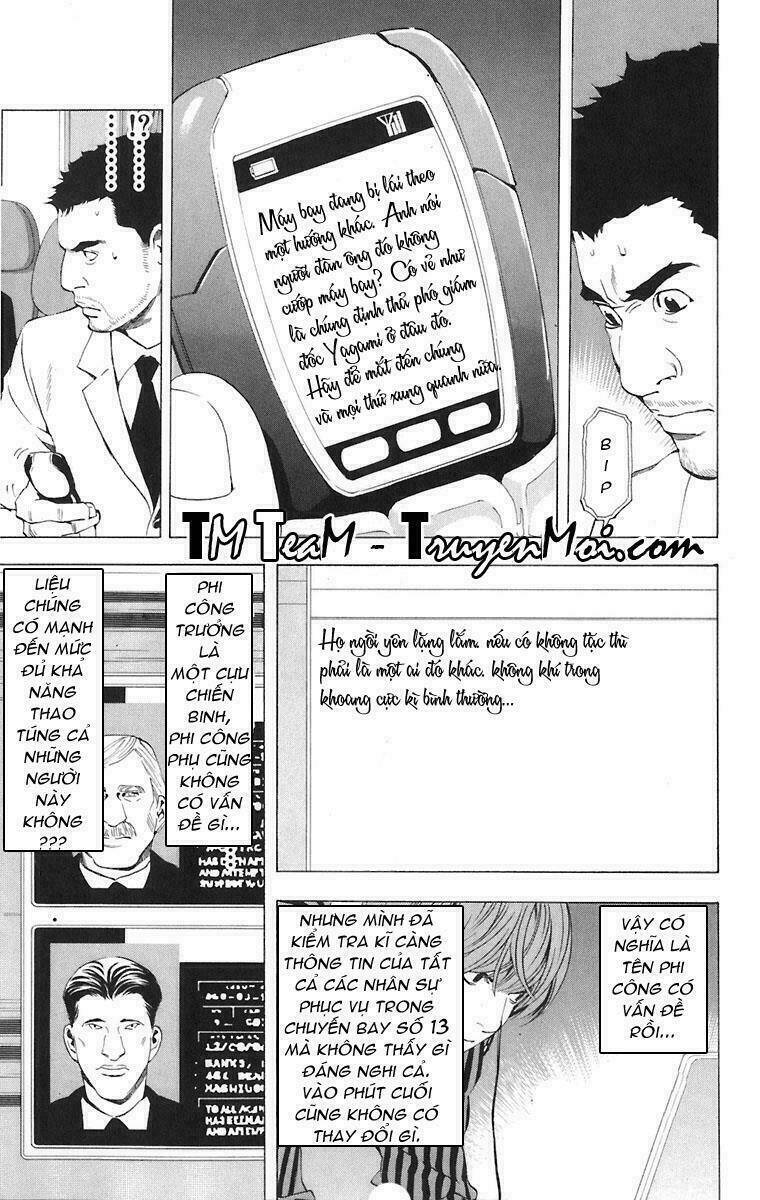 BIP
Máy bay đang bị lái theo
một hướng khác. Anh nói
người đàn ông đó không
cướp máy bay? Có vẻ như
là chúng định thả phó giám
đốc Yagami ở đâu đó.
Hãy để mắt đến chúng
và mọi thứ xung quanh nữa.
!?
TM TeaM - TruyenMoi.com
Họ ngồi yên lặng lắm. nếu có không tặc thì
phải là một ai đó khác. không khí trong
khoang cực kì bình thường...
PHI
CÔNG
TRƯỞNG
LÀ
MỘT CỰU
CHIẾN
BINH,
PHI CÔNG
PHỤ CŨNG
KHÔNG
CÓ VẤN
ĐỀ GÌ...
LIỆU
CHÚNG
CÓ MẠNH
ĐẾN MỨC
ĐỦ KHẢ
NĂNG
THAO
TÚNG CẢ
NHỮNG
NGƯỜI
NÀY
KHÔNG
???
VẬY CÓ
NGHĨA LÀ
TÊN PHI
CÔNG CÓ
VẤN ĐỀ
RỒI...
NHƯNG MÌNH ĐÃ
KIỂM TRA KĨ CÀNG
THÔNG TIN CỦA TẤT
CẢ CÁC NHÂN SỰ
PHỤC VỤ TRONG
CHUYẾN BAY SỐ 13
MÀ KHÔNG THẤY GÌ
ĐÁNG NGHI CẢ.
VÀO PHÚT CUỐI
CŨNG KHÔNG CÓ
THAY ĐỔI GÌ.